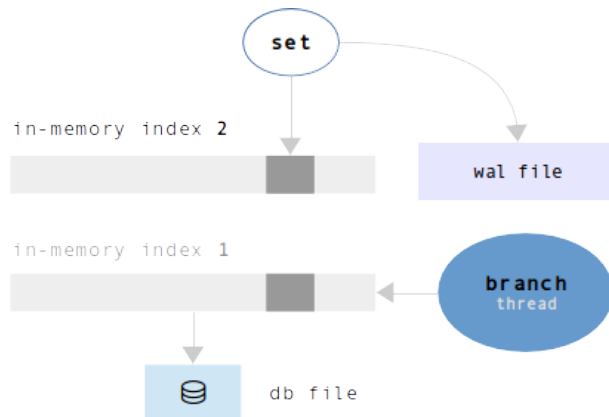 set
in-memory index 2
wal file
in-memory index 1
branch
thread
db file